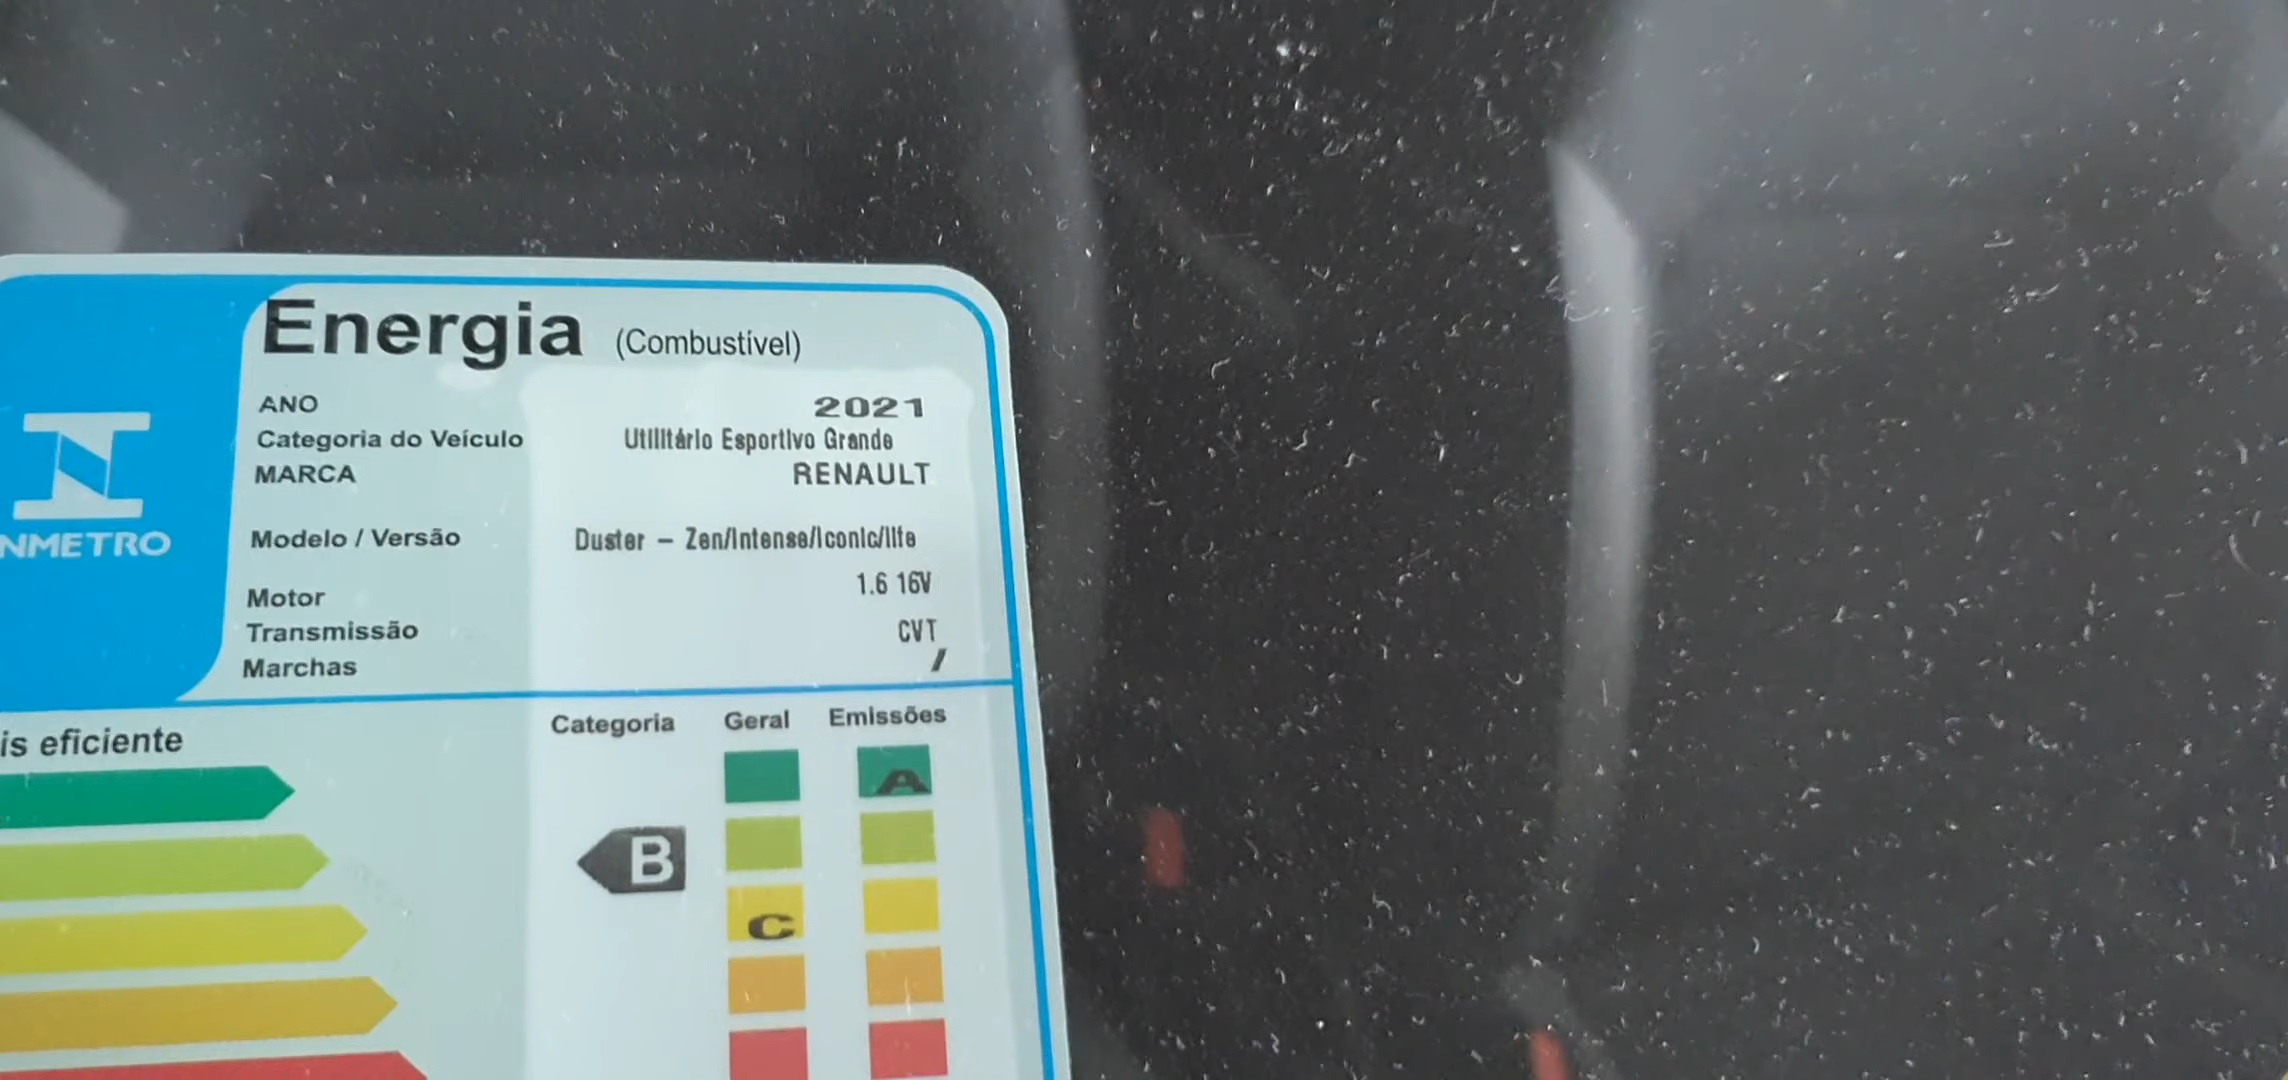 Energia (Combustível)
ANO 2021
Categoria do Veículo Utilitário Esportivo Grande
MARCA RENAULT
NMETRO
Modelo / Versão Duster – Zen/Intense/Iconic/life
Motor 1.6 16V
Transmissão CVT
Marchas /
is eficiente
Categoria Geral Emissões
A
B
C